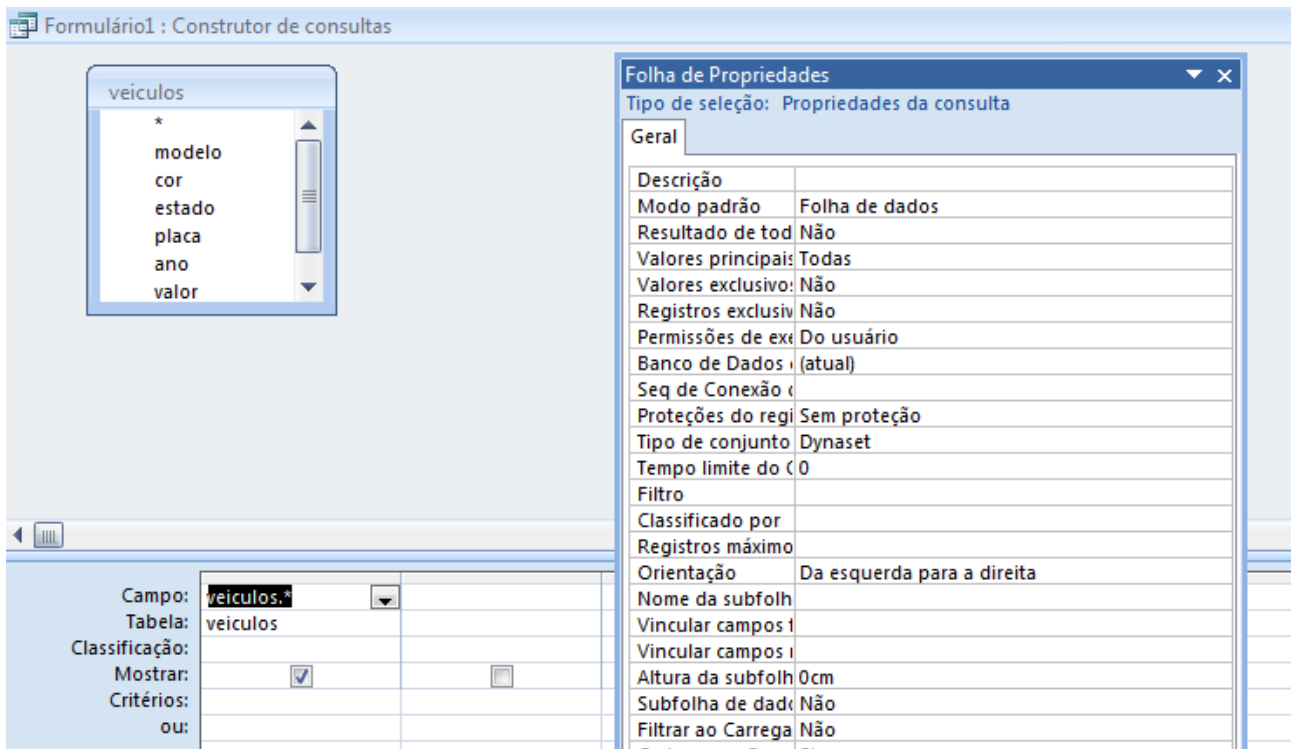 Formulário1 : Construtor de consultas
veiculos
*
modelo
cor
estado
placa
ano
valor
Folha de Propriedades
Tipo de seleção: Propriedades da consulta
Geral
Descrição
Modo padrão Folha de dados
Resultado de tod Não
Valores principais Todas
Valores exclusivo: Não
Registros exclusiv Não
Permissões de exe Do usuário
Banco de Dados (atual)
Seq de Conexão
Proteções do regi Sem proteção
Tipo de conjunto Dynaset
Tempo limite do 0
Filtro
Classificado por
Registros máximo
Orientação Da esquerda para a direita
Nome da subfolh
Vincular campos
Vincular campos
Altura da subfolh 0cm
Subfolha de dad Não
Filtrar ao Carrega Não
Campo: veiculos.*
Tabela: veiculos
Classificação:
Mostrar:
Critérios:
ou: